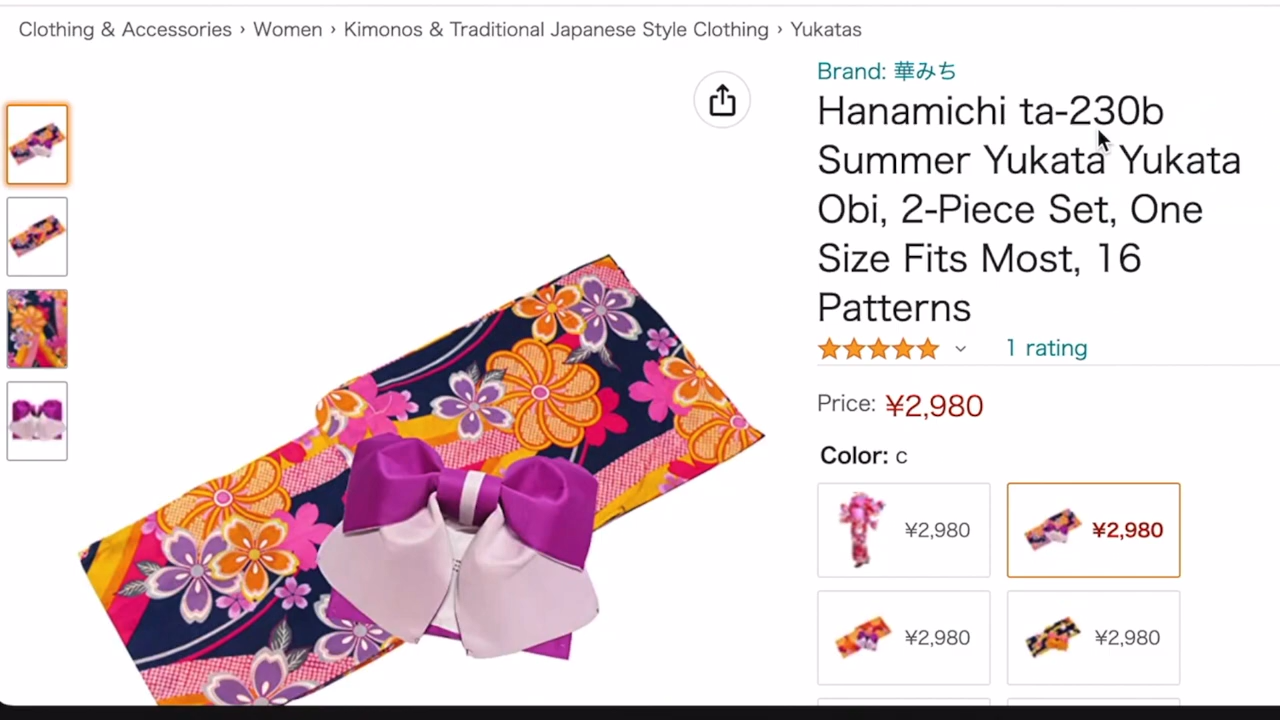 Clothing & Accessories › Women › Kimonos & Traditional Japanese Style Clothing › Yukatas
Brand: 華みち
Hanamichi ta-230b
Summer Yukata Yukata
Obi, 2-Piece Set, One
Size Fits Most, 16
Patterns
1 rating
Price: ¥2,980
Color: c
¥2,980
¥2,980
¥2,980
¥2,980